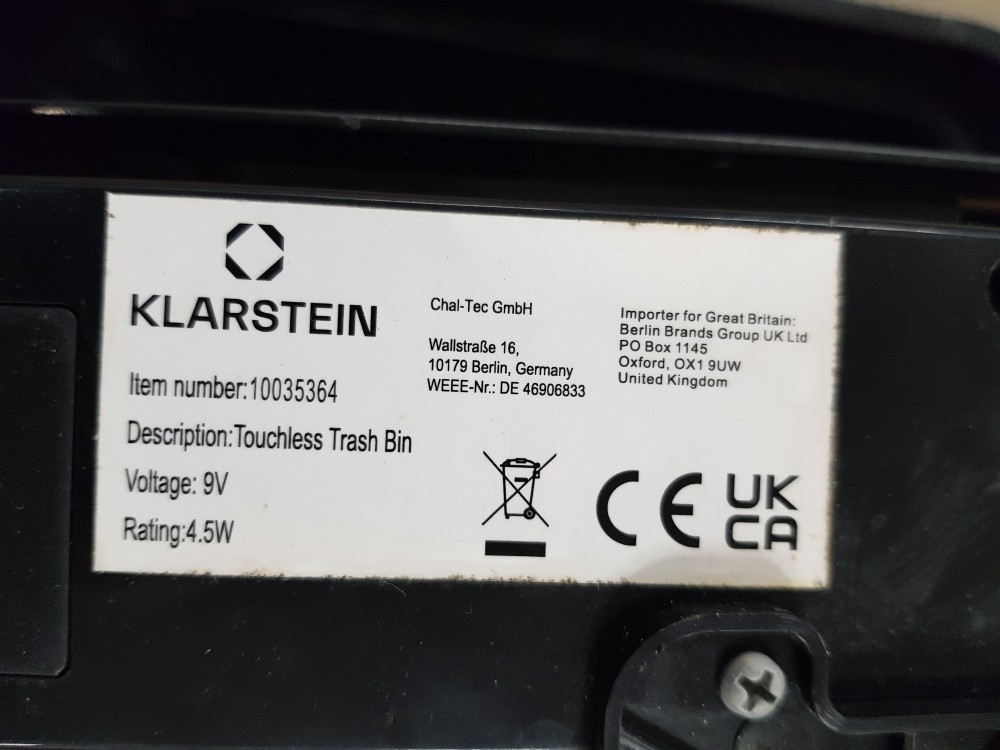 KLARSTEIN
Item number:10035364
Description:Touchless Trash Bin
Voltage: 9V
Rating:4.5W
Chal-Tec GmbH
Wallstraße 16,
10179 Berlin, Germany
WEEE-Nr.: DE 46906833
Importer for Great Britain:
Berlin Brands Group UK Ltd
PO Box 1145
Oxford, OX1 9UW
United Kingdom
CE
UK
CA